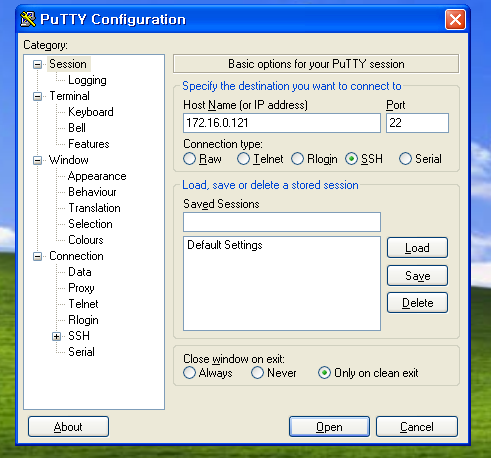 PuTTY Configuration
Category:
Session
Logging
Terminal
Keyboard
Bell
Features
Window
Appearance
Behaviour
Translation
Selection
Colours
Connection
Data
Proxy
Telnet
Rlogin
SSH
Serial
Basic options for your PuTTY session
Specify the destination you want to connect to
Host Name (or IP address) Port
172.16.0.121 22
Connection type:
Raw Telnet Rlogin SSH Serial
Load, save or delete a stored session
Saved Sessions
Default Settings
Load
Save
Delete
Close window on exit:
Always Never Only on clean exit
About Open Cancel